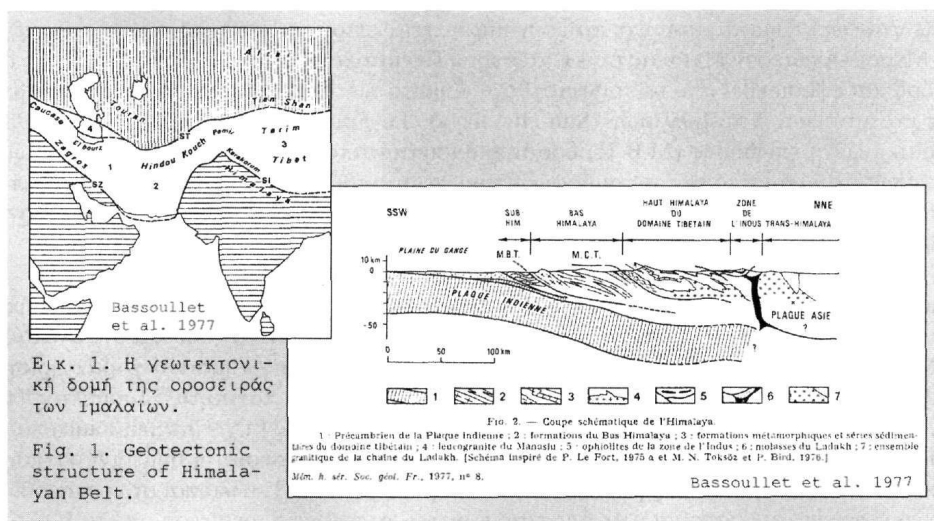 Altaï
Touran
Tian Shan
Caucase
4
Elbourz
ST
Pamir
Tarim
3
Zagros
1
Hindou Kouch
Karakorum
Tibet
SZ
2
SI
Himalaya
Bassoullet
et al. 1977
Εικ. 1. Η γεωτεκτονι-
κή δομή της οροσειράς
των Ιμαλαΐων.
Fig. 1. Geotectonic
structure of Himala-
yan Belt.
SSW
SUB
HIM
BAS
HIMALAYA
HAUT HIMALAYA
DU
DOMAINE TIBETAIN
ZONE
DE
L'INDUS
TRANS-HIMALAYA
NNE
PLAINE DU GANGE
M.B.T.
M.C.T.
10 km
0
PLAQUE INDIENNE
PLAQUE ASIE
?
-50
?
0 50 100 km
1 2 3 4 5 6 7
FIG. 2. — Coupe schématique de l'Himalaya.
1 : Précambrien de la Plaque Indienne ; 2 : formations du Bas Himalaya ; 3 : formations métamorphiques et séries sédimen-
taires du domaine tibétain ; 4 : leucogranite du Manaslu ; 5 : ophiolites de la zone de l'Indus ; 6 : molasses du Ladakh ; 7 : ensemble
granitique de la chaîne du Ladakh. [Schéma inspiré de P. Le Fort, 1975 a et M. N. Toksöz et P. Bird, 1976.]
Mém. h. sér. Soc. géol. Fr., 1977, n° 8.
Bassoullet et al. 1977